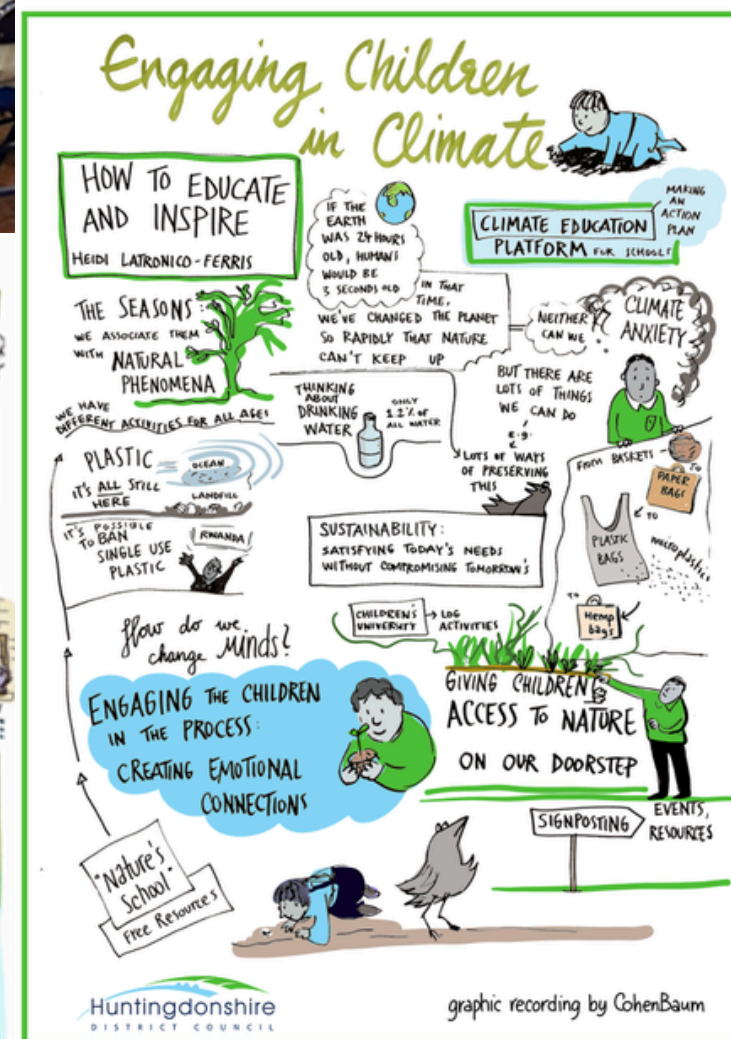 Engaging Children
in Climate
HOW TO EDUCATE
AND INSPIRE
HEIDI LATRONICO-FERRIS
IF THE
EARTH
WAS 24 HOURS
OLD, HUMANS
WOULD BE
3 SECONDS OLD
IN THAT
TIME,
WE'VE CHANGED THE PLANET
SO RAPIDLY THAT NATURE
CAN'T KEEP UP
NEITHER
CAN WE
CLIMATE EDUCATION
PLATFORM FOR SCHOOLS
MAKING
AN
ACTION
PLAN
CLIMATE
ANXIETY
THE SEASONS:
WE ASSOCIATE THEM
WITH NATURAL
PHENOMENA
WE HAVE
DIFFERENT ACTIVITIES FOR ALL AGES
THINKING
ABOUT
DRINKING
WATER
ONLY
1.2% of
ALL WATER
BUT THERE ARE
LOTS OF THINGS
WE CAN DO
e.g.
LOTS OF WAYS
OF PRESERVING
THIS
PLASTIC
IT'S ALL STILL
HERE
OCEAN
LANDFILL
IT'S POSSIBLE
TO BAN
SINGLE USE
PLASTIC
RWANDA!
FROM BASKETS
TO
PAPER
BAGS
TO
PLASTIC
BAGS
microplastics
TO
Hemp
bags
SUSTAINABILITY:
SATISFYING TODAY'S NEEDS
WITHOUT COMPROMISING TOMORROW'S
CHILDREN'S
UNIVERSITY
LOG
ACTIVITIES
How do we
change minds?
ENGAGING THE CHILDREN
IN THE PROCESS:
CREATING EMOTIONAL
CONNECTIONS
GIVING CHILDREN
ACCESS TO NATURE
ON OUR DOORSTEP
SIGNPOSTING
EVENTS,
RESOURCES
"Nature's
School"
Free Resources
Huntingdonshire
DISTRICT COUNCIL
graphic recording by CohenBaum